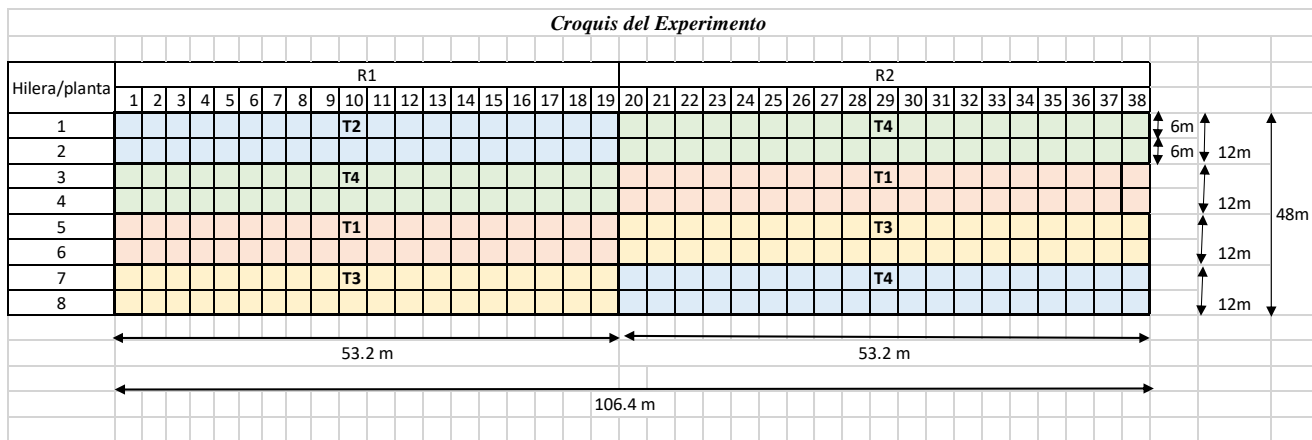 Croquis del Experimento
Hilera/planta R1 R2
1 2 3 4 5 6 7 8 9 10 11 12 13 14 15 16 17 18 19 20 21 22 23 24 25 26 27 28 29 30 31 32 33 34 35 36 37 38
1 T2 T4 6m
2 6m 12m
3 T4 T1
4 12m
5 T1 T3 48m
6 12m
7 T3 T4
8 12m
53.2 m 53.2 m
106.4 m